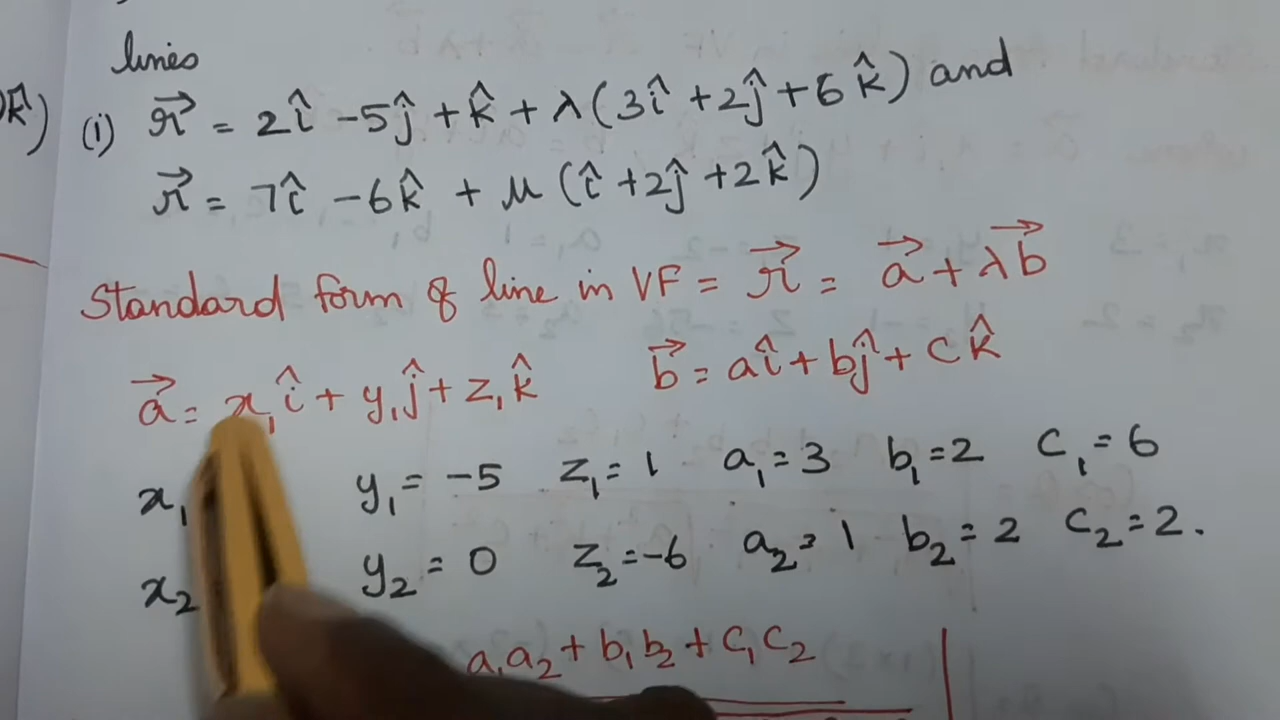 lines
(i) r⃗ = 2î -5ĵ + k̂ + λ(3î +2ĵ +6k̂) and
k̂)
r⃗ = 7î -6k̂ + μ (î +2ĵ +2k̂)
Standard form of line in VF = r⃗ = a⃗ + λb⃗
a⃗ = x₁î + y₁ĵ + z₁k̂ b⃗ = aî + bĵ + ck̂
x₁ y₁ = -5 z₁ = 1 a₁ = 3 b₁ = 2 c₁ = 6
x₂ y₂ = 0 z₂ = -6 a₂ = 1 b₂ = 2 c₂ = 2.
a₁a₂ + b₁b₂ + c₁c₂